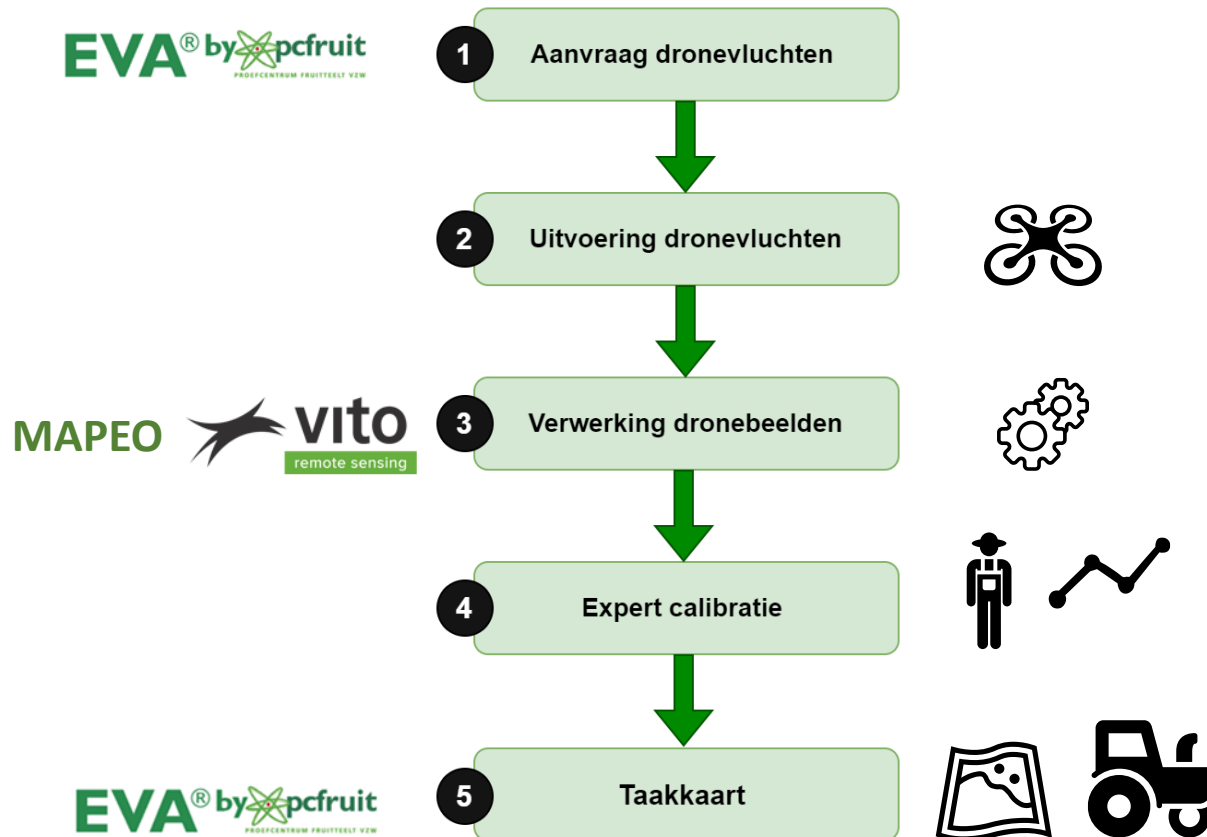 EVA® by pcfruit
PROEFCENTRUM FRUITTEELT VZW
1 Aanvraag dronevluchten
2 Uitvoering dronevluchten
MAPEO vito
remote sensing
3 Verwerking dronebeelden
4 Expert calibratie
EVA® by pcfruit
PROEFCENTRUM FRUITTEELT VZW
5 Taakkaart